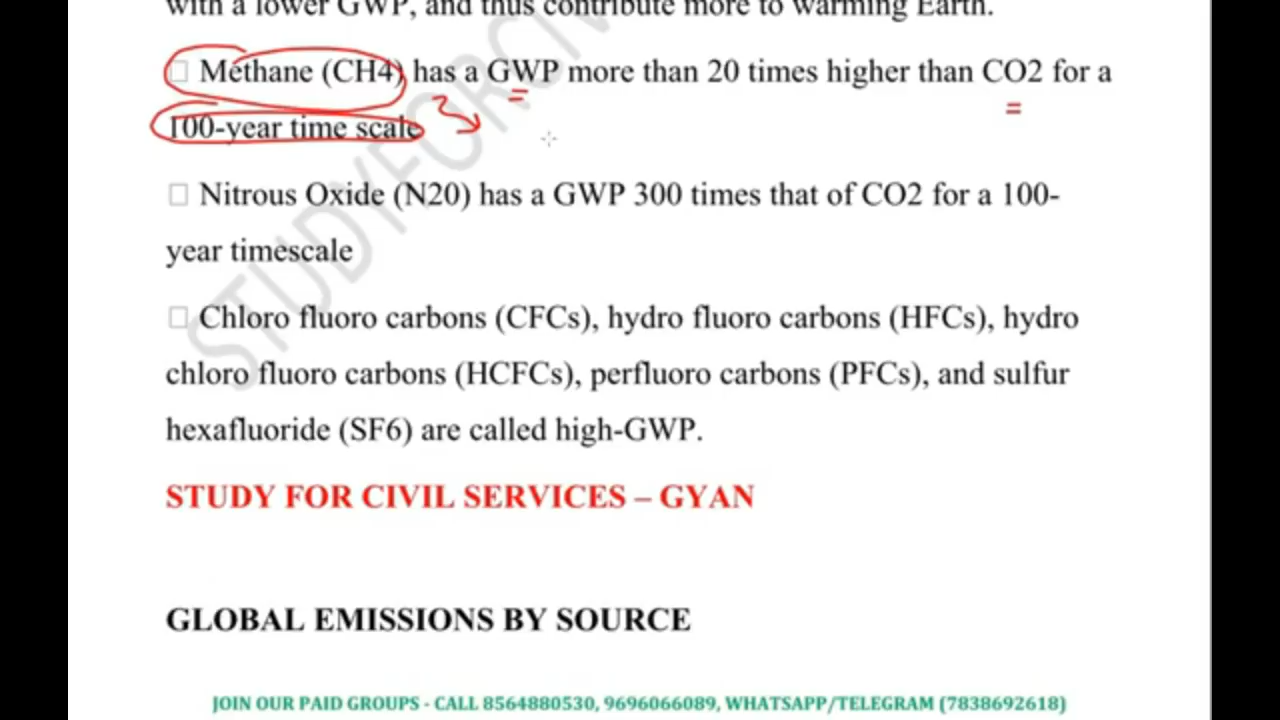 with a lower GWP, and thus contribute more to warming Earth.
Methane (CH4) has a GWP more than 20 times higher than CO2 for a
100-year time scale
Nitrous Oxide (N20) has a GWP 300 times that of CO2 for a 100-
year timescale
Chloro fluoro carbons (CFCs), hydro fluoro carbons (HFCs), hydro
chloro fluoro carbons (HCFCs), perfluoro carbons (PFCs), and sulfur
hexafluoride (SF6) are called high-GWP.
STUDY FOR CIVIL SERVICES – GYAN
GLOBAL EMISSIONS BY SOURCE
JOIN OUR PAID GROUPS - CALL 8564880530, 9696066089, WHATSAPP/TELEGRAM (7838692618)
STUDYFORCIV